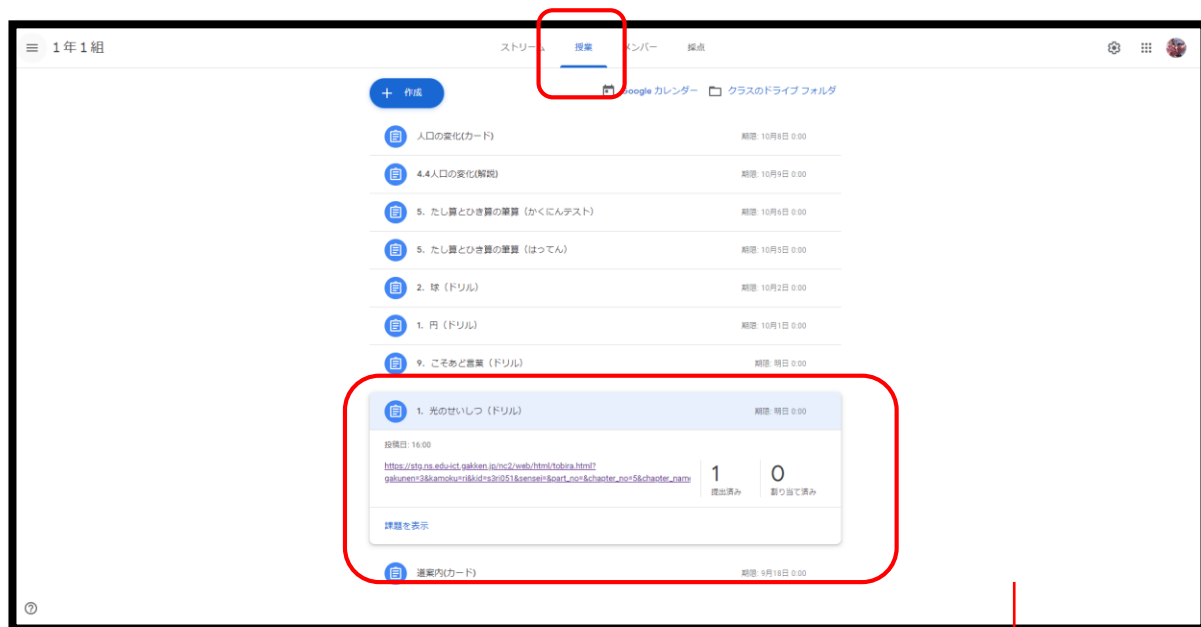 1年1組
ストリーム 授業 メンバー 採点
作成
Google カレンダー クラスのドライブ フォルダ
人口の変化(カード) 期限: 10月8日 0:00
4.4人口の変化(解説) 期限: 10月9日 0:00
5. たし算とひき算の筆算（かくにんテスト） 期限: 10月6日 0:00
5. たし算とひき算の筆算（はってん） 期限: 10月5日 0:00
2. 球（ドリル） 期限: 10月2日 0:00
1. 円（ドリル） 期限: 10月1日 0:00
9. こそあど言葉（ドリル） 期限: 明日 0:00
1. 光のせいしつ（ドリル） 期限: 明日 0:00
投稿日: 16:00
https://stg.ns.edu-ict.gakken.jp/nc2/web/html/tobira.html?
gakunen=3&kamoku=ri&kid=s3ri051&sensei=&part_no=&chapter_no=5&chapter_name
1 0
提出済み 割り当て済み
課題を表示
道案内(カード) 期限: 9月18日 0:00